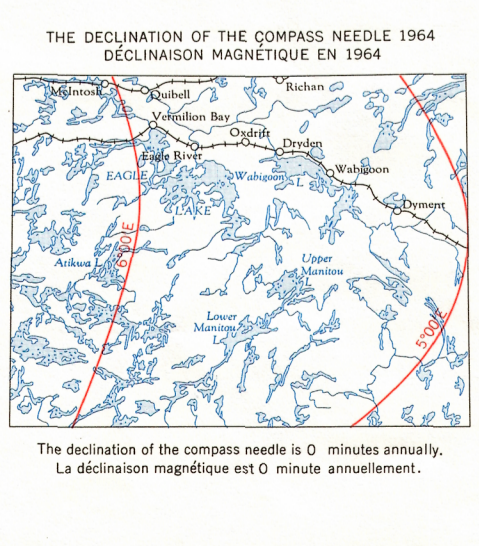 THE DECLINATION OF THE COMPASS NEEDLE 1964
DÉCLINAISON MAGNÉTIQUE EN 1964
McIntosh
Quibell
Richan
Vermilion Bay
Oxdrift
Dryden
Eagle River
Wabigoon
EAGLE
LAKE
Wabigoon
L.
Dyment
6°00'E
Atikwa L.
Upper
Manitou
Lower
Manitou
L.
5°00'E
The declination of the compass needle is 0 minutes annually.
La déclinaison magnétique est 0 minute annuellement.